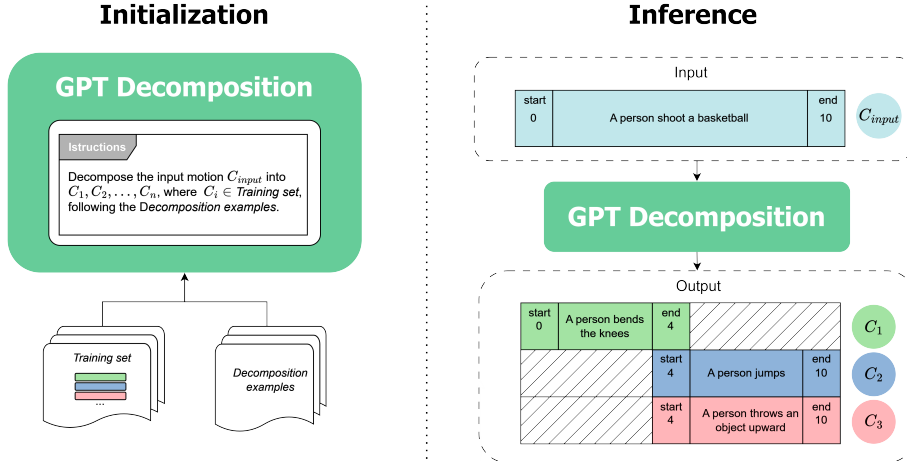 Initialization
GPT Decomposition
Istructions
Decompose the input motion C_input into
C_1, C_2, . . . , C_n, where C_i ∈ Training set,
following the Decomposition examples.
Training set
...
Decomposition
examples
Inference
Input
start
0
A person shoot a basketball
end
10
C_input
GPT Decomposition
Output
start
0
A person bends
the knees
end
4
C_1
start
4
A person jumps
end
10
C_2
start
4
A person throws an
object upward
end
10
C_3